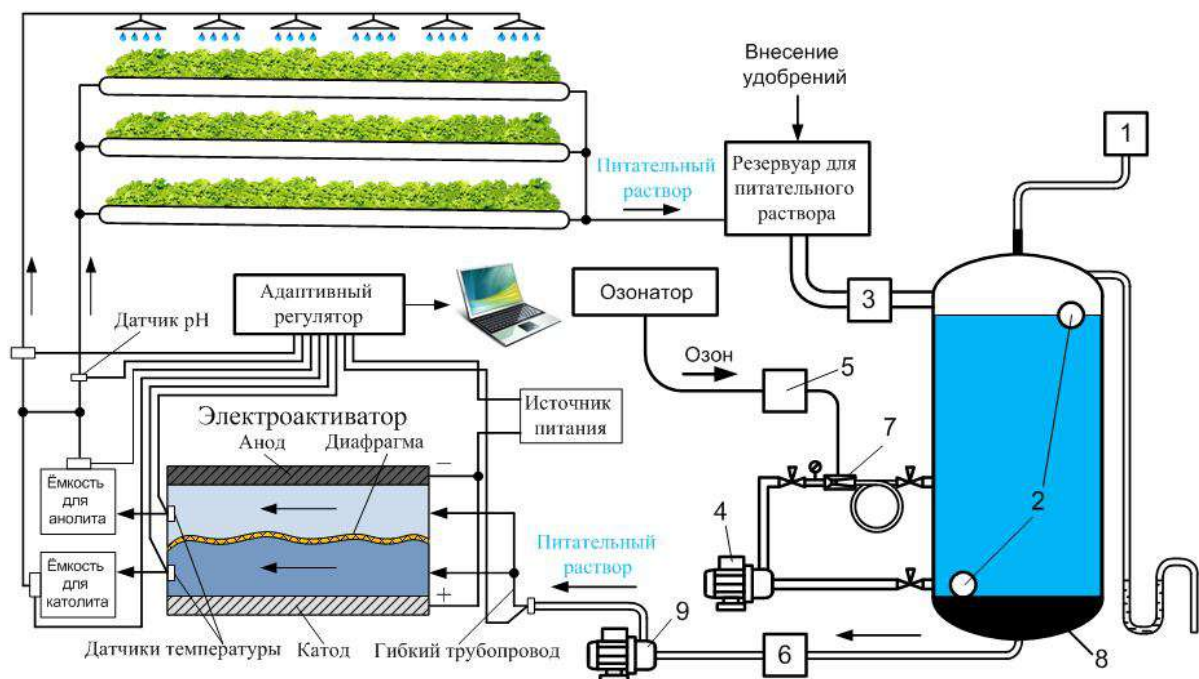 Внесение
удобрений
1
Питательный
раствор
Резервуар для
питательного
раствора
Адаптивный
регулятор
Озонатор
3
Датчик pH
Озон
5
Электроактиватор
Источник
питания
Анод
Диафрагма
–
7
Ёмкость
для
анолита
4
2
Питательный
раствор
Ёмкость
для
католита
+
9
Датчики температуры
Катод
Гибкий трубопровод
6
8